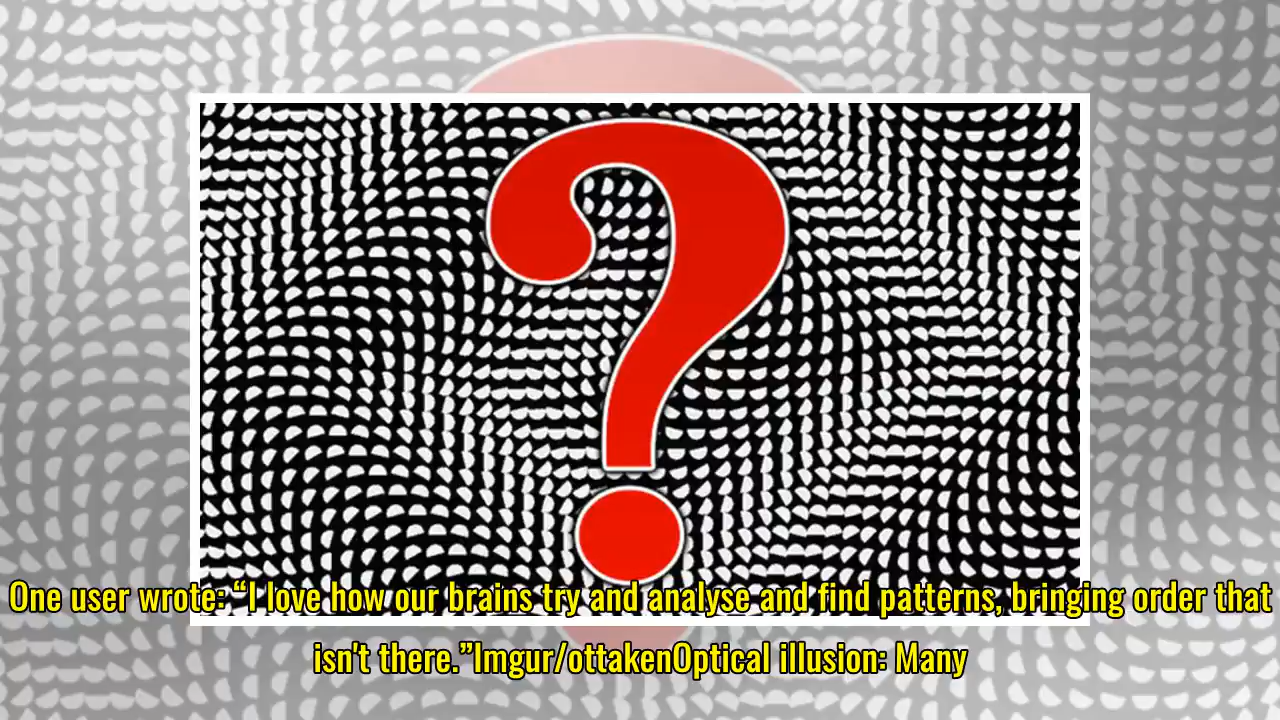 ?
One user wrote: “I love how our brains try and analyse and find patterns, bringing order that
isn't there.”Imgur/ottakenOptical illusion: Many